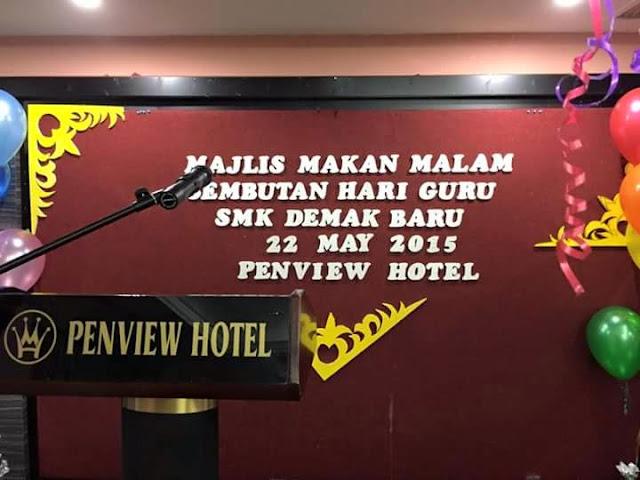 MAJLIS MAKAN MALAM
SEMBUTAN HARI GURU
SMK DEMAK BARU
22 MAY 2015
PENVIEW HOTEL
PENVIEW HOTEL